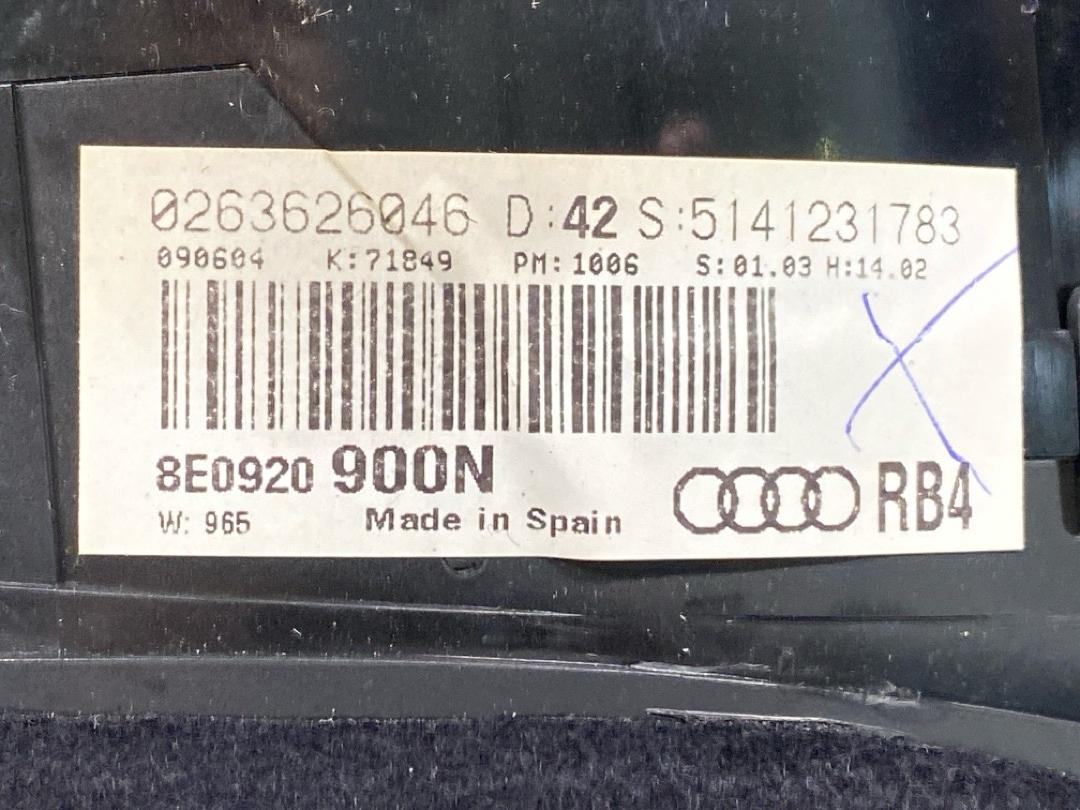 0263626046 D:42 S:5141231783
090604 K:71849 PM:1006 S:01.03 H:14.02
8E0920 900N
W: 965 Made in Spain RB4